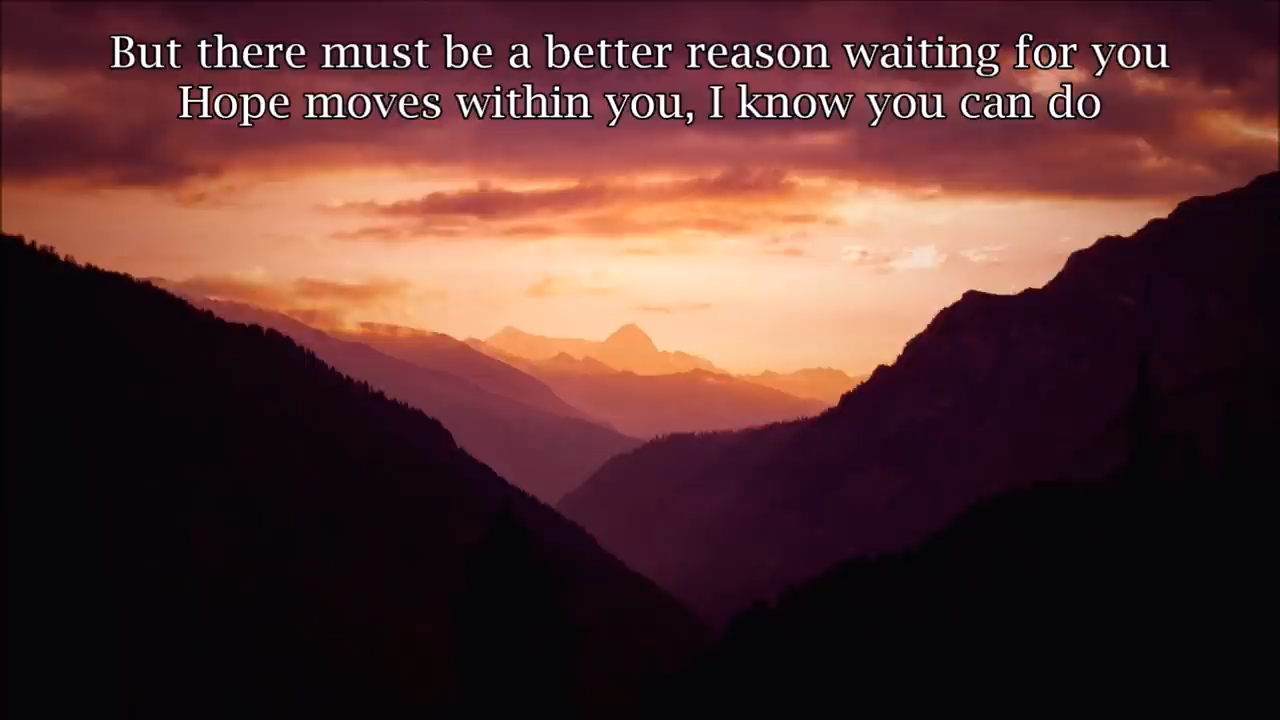 But there must be a better reason waiting for you
Hope moves within you, I know you can do